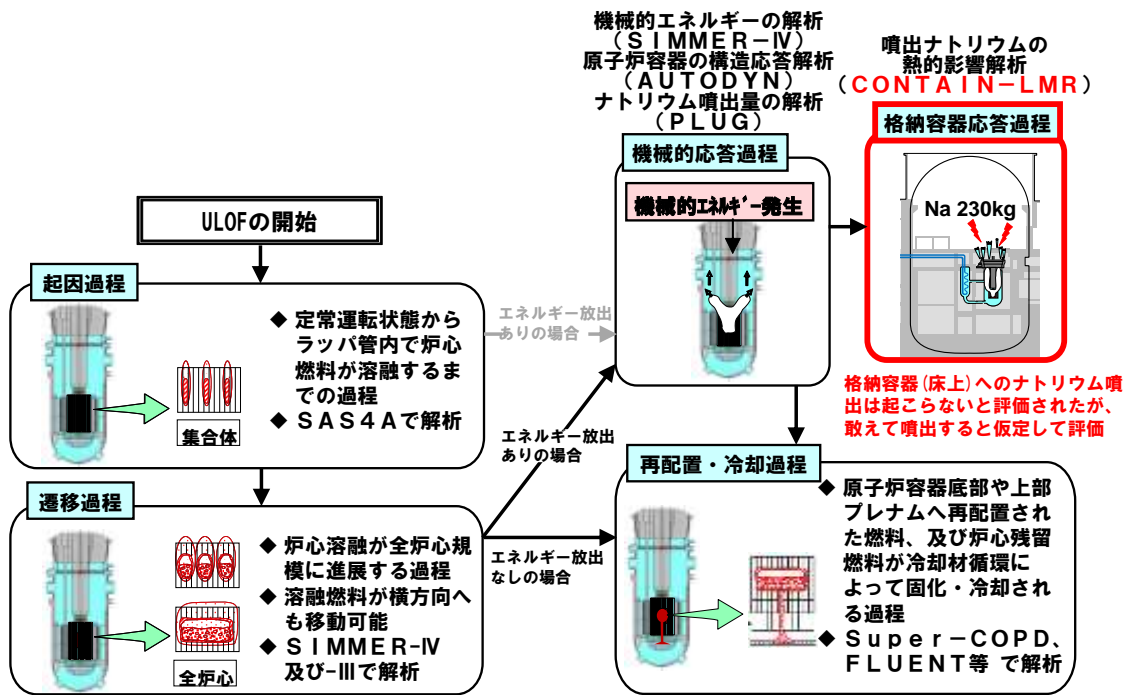 機械的エネルギーの解析
（ＳＩＭＭＥＲ－Ⅳ）
原子炉容器の構造応答解析
（ＡＵＴＯＤＹＮ）
ナトリウム噴出量の解析
（ＰＬＵＧ）
噴出ナトリウムの
熱的影響解析
（ＣＯＮＴＡＩＮ－ＬＭＲ）
格納容器応答過程
Na 230kg
格納容器(床上)へのナトリウム噴
出は起こらないと評価されたが、
敢えて噴出すると仮定して評価
機械的応答過程
機械的ｴﾈﾙｷﾞｰ発生
ULOFの開始
起因過程
◆ 定常運転状態から
ラッパ管内で炉心
燃料が溶融するま
での過程
◆ ＳＡＳ４Ａで解析
集合体
エネルギー放出
ありの場合
エネルギー放出
ありの場合
エネルギー放出
なしの場合
遷移過程
◆ 炉心溶融が全炉心規
模に進展する過程
◆ 溶融燃料が横方向へ
も移動可能
◆ ＳＩＭＭＥＲ-Ⅳ
及び-Ⅲで解析
全炉心
再配置・冷却過程
◆ 原子炉容器底部や上部
プレナムへ再配置され
た燃料、及び炉心残留
燃料が冷却材循環に
よって固化・冷却され
る過程
◆ Ｓｕｐｅｒ－ＣＯＰＤ、
ＦＬＵＥＮＴ等 で解析